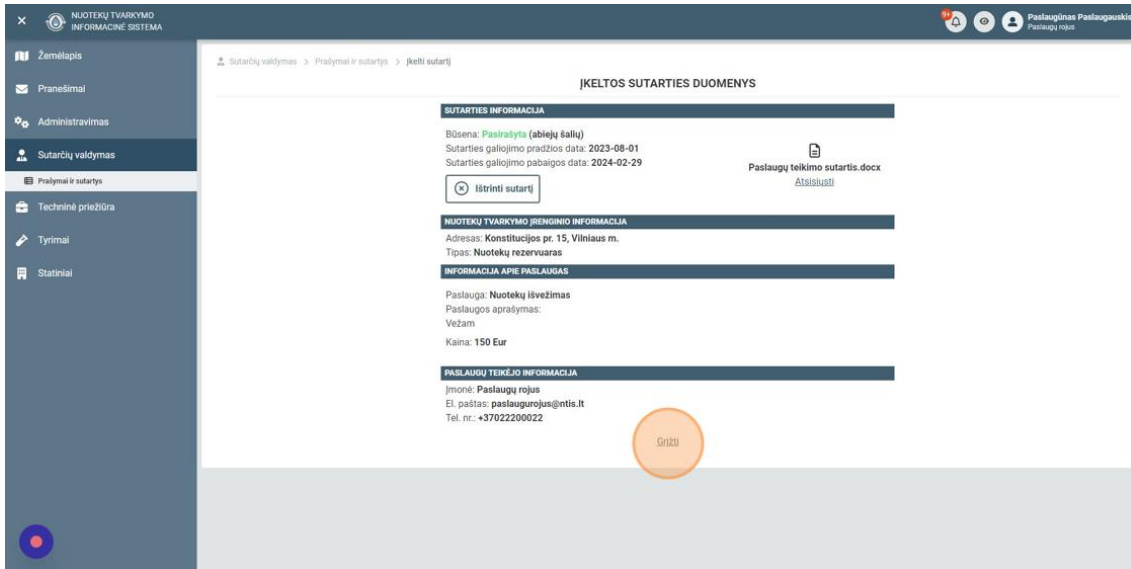 NUOTEKŲ TVARKYMO
INFORMACINĖ SISTEMA
9+
Paslaugūnas Paslaugauskis
Paslaugų rojus
Žemėlapis
Pranešimai
Administravimas
Sutarčių valdymas
Prašymai ir sutartys
Techninė priežiūra
Tyrimai
Statiniai
Sutarčių valdymas > Prašymai ir sutartys > Įkelti sutartį
ĮKELTOS SUTARTIES DUOMENYS
SUTARTIES INFORMACIJA
Būsena: Pasirašyta (abiejų šalių)
Sutarties galiojimo pradžios data: 2023-08-01
Sutarties galiojimo pabaigos data: 2024-02-29
Ištrinti sutartį
Paslaugų teikimo sutartis.docx
Atsisiųsti
NUOTEKŲ TVARKYMO ĮRENGINIO INFORMACIJA
Adresas: Konstitucijos pr. 15, Vilniaus m.
Tipas: Nuotekų rezervuaras
INFORMACIJA APIE PASLAUGAS
Paslauga: Nuotekų išvežimas
Paslaugos aprašymas:
Vežam
Kaina: 150 Eur
PASLAUGŲ TEIKĖJO INFORMACIJA
Įmonė: Paslaugų rojus
El. paštas: paslaugurojus@ntis.lt
Tel. nr.: +37022200022
Grįžti